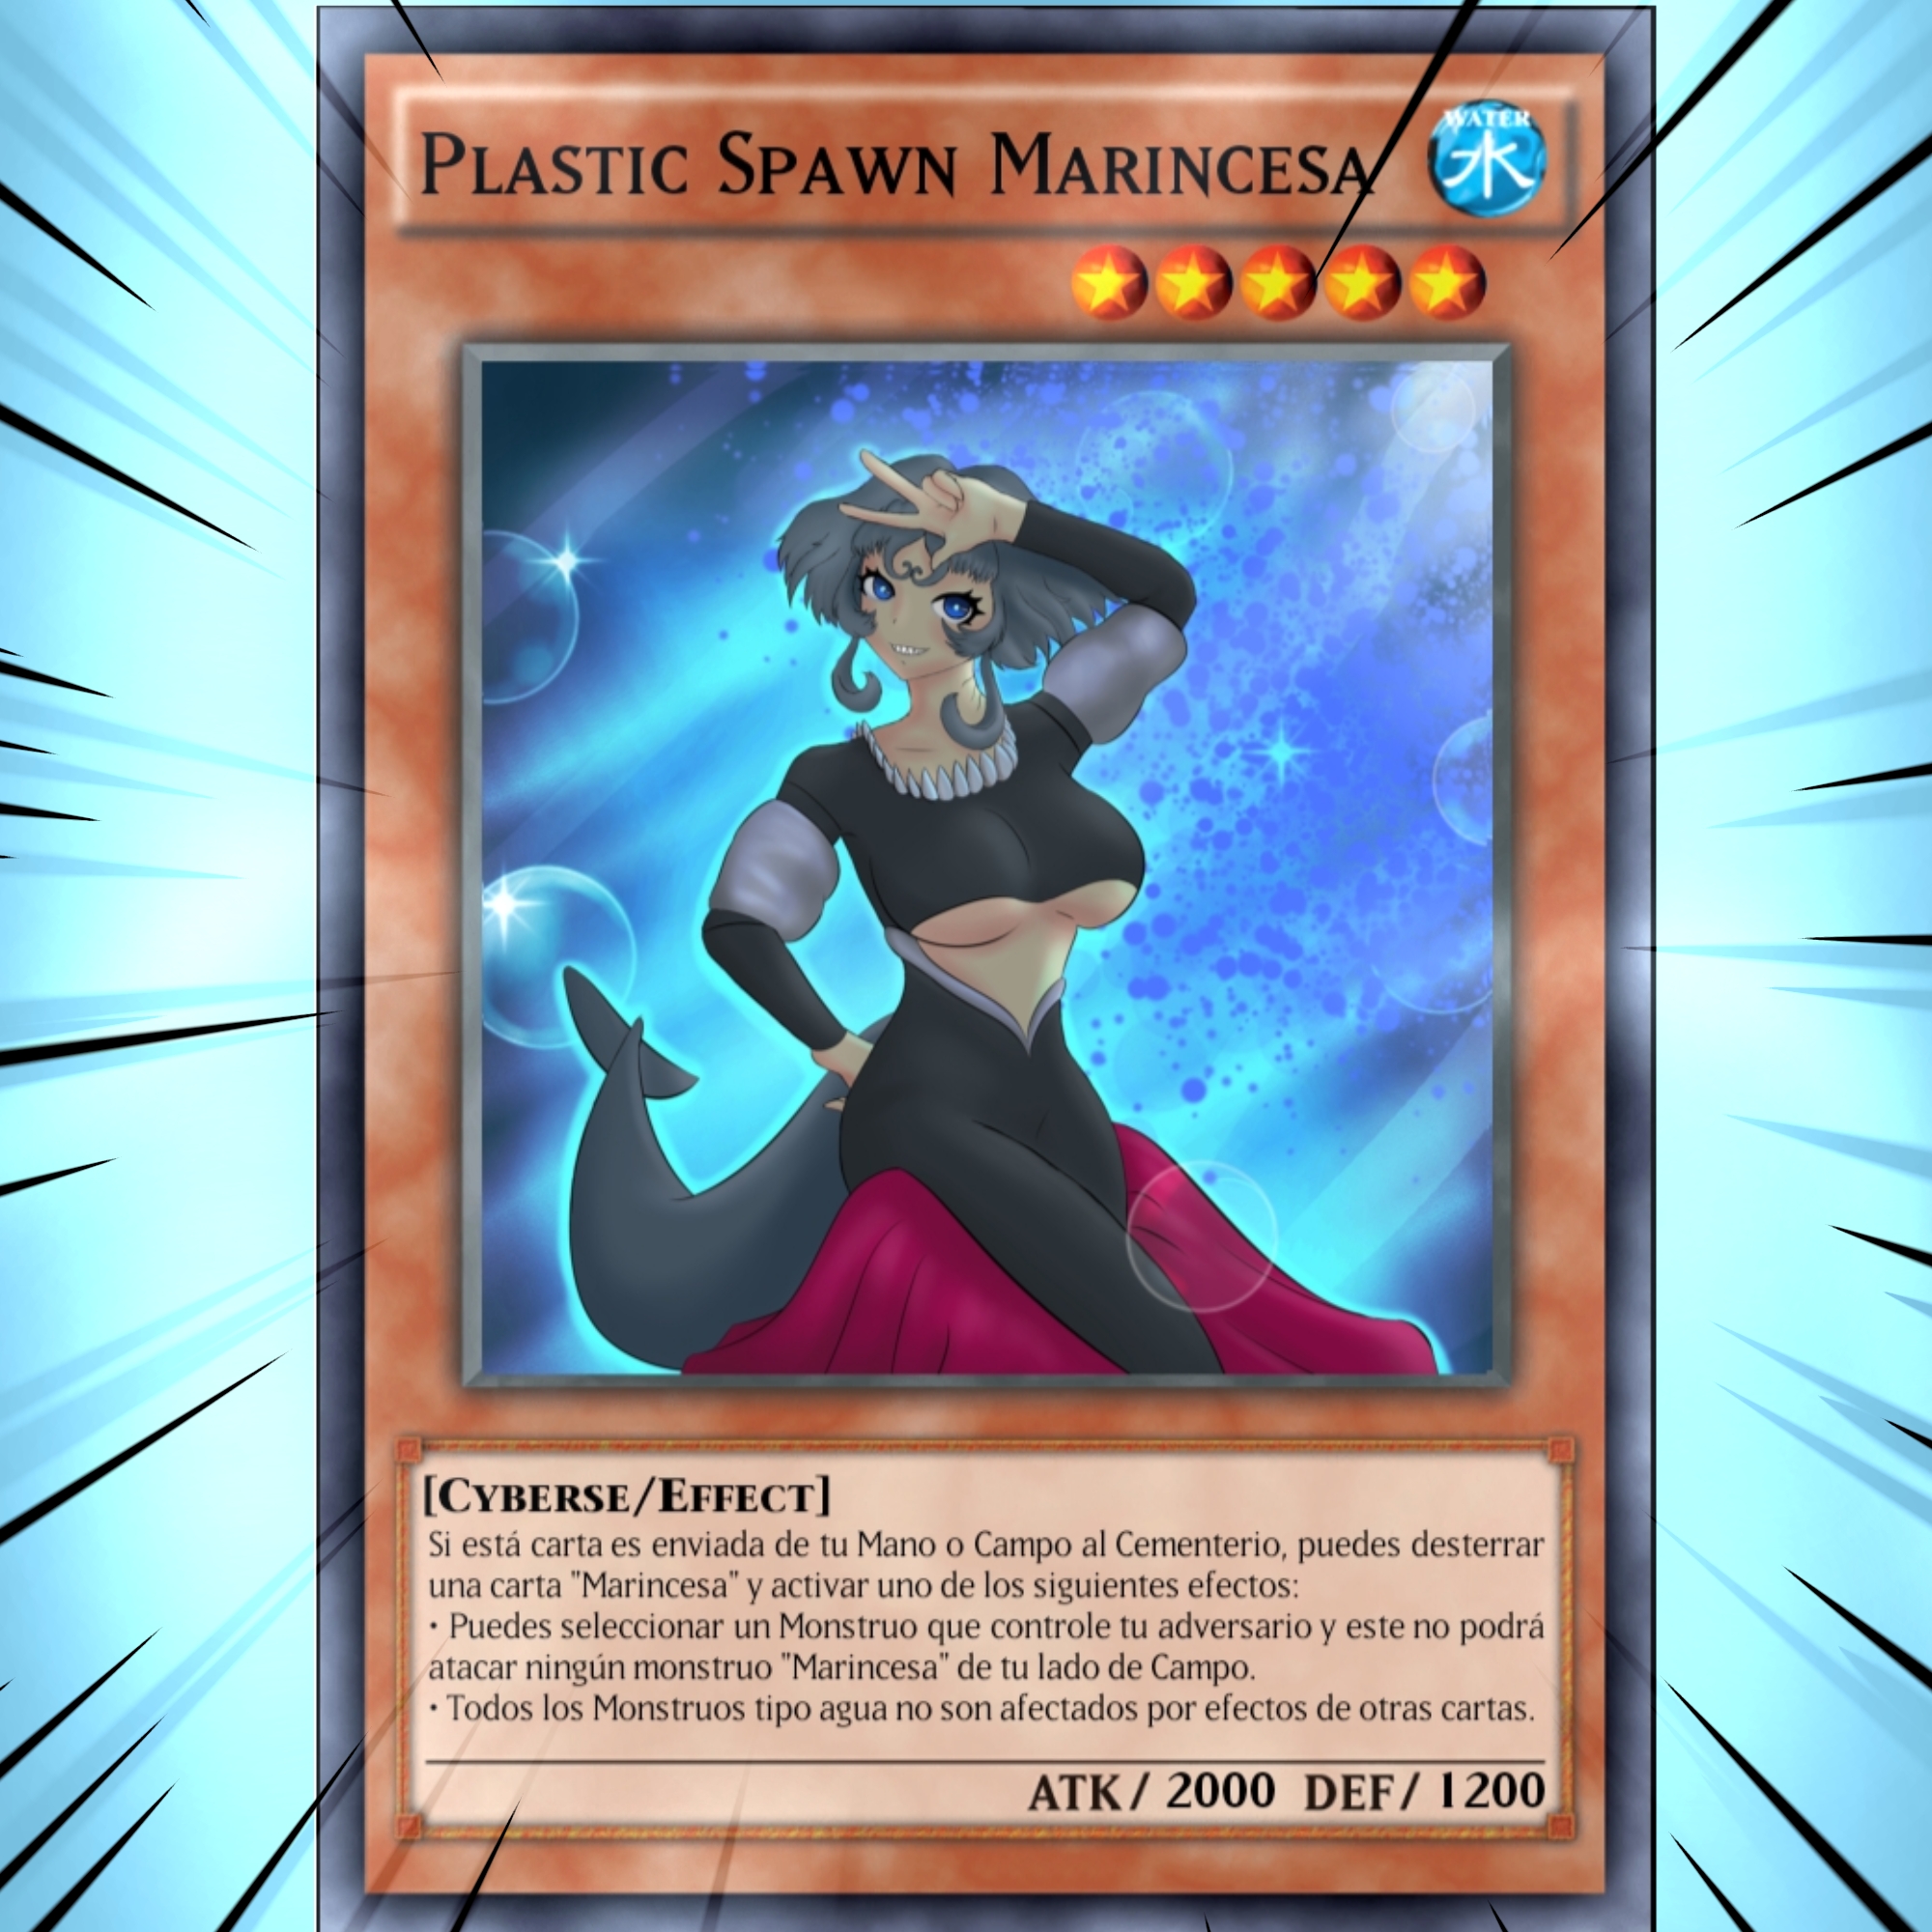 Plastic Spawn Marincesa
WATER
水
[Cyberse/Effect]
Si está carta es enviada de tu Mano o Campo al Cementerio, puedes desterrar
una carta "Marincesa" y activar uno de los siguientes efectos:
• Puedes seleccionar un Monstruo que controle tu adversario y este no podrá
atacar ningún monstruo "Marincesa" de tu lado de Campo.
• Todos los Monstruos tipo agua no son afectados por efectos de otras cartas.
ATK/ 2000 DEF/ 1200